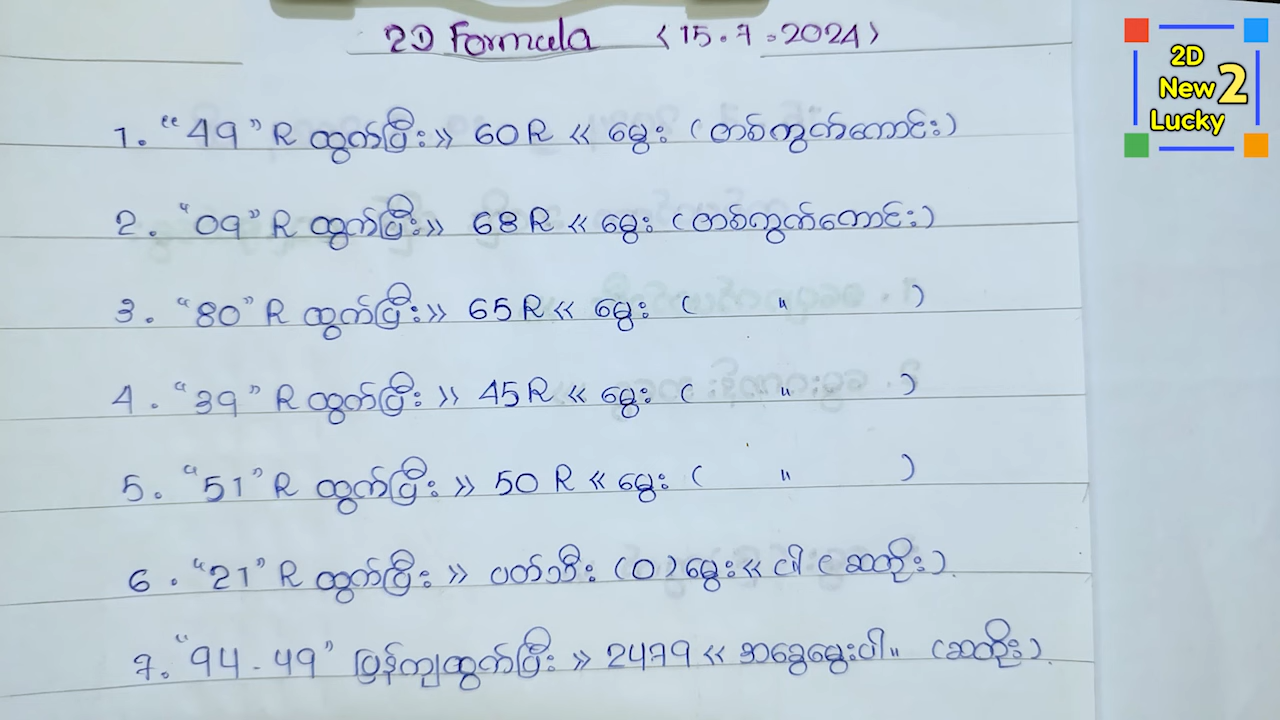 2D Formula <15.7.2024>
2D
New 2
Lucky
1. “49” R ထွက်ပြီး» 60R « မွေး (တစ်ကွက်ကောင်း)
2. “09” R ထွက်ပြီး» 68R « မွေး (တစ်ကွက်ကောင်း)
3. “80” R ထွက်ပြီး» 65R « မွေး ( " )
4. “39” R ထွက်ပြီး » 45R « မွေး ( " )
5. “51” R ထွက်ပြီး » 50 R « မွေး ( " )
6. “21” R ထွက်ပြီး » ပတ်သီး (0) မွေး« ငါ (ဆတိုး).
7. “94-49” ပြန်ကျထွက်ပြီး » 2479 « အခွေမွေးပါ။ (ဆတိုး).